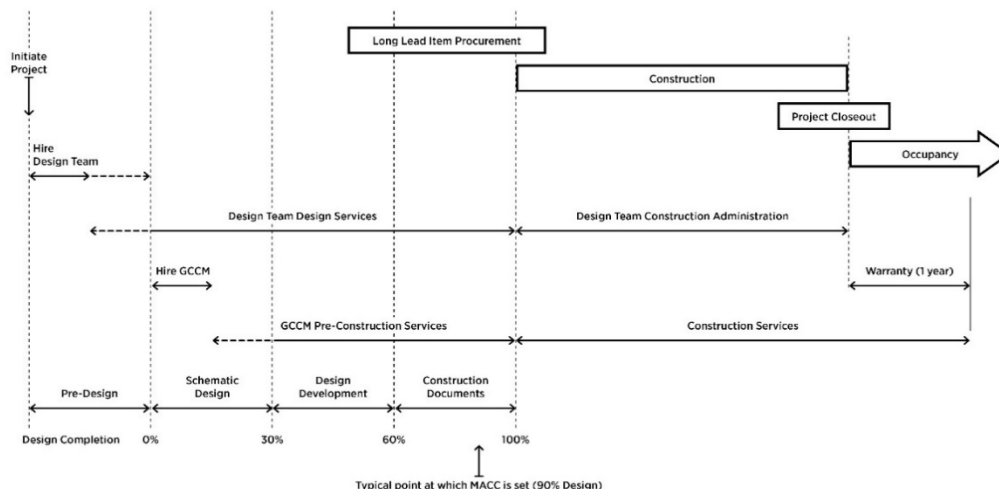 Long Lead Item Procurement
Initiate
Project
Construction
Project Closeout
Hire
Design Team
Occupancy
Design Team Design Services
Design Team Construction Administration
Hire GCCM
Warranty (1 year)
GCCM Pre-Construction Services
Construction Services
Pre-Design
Schematic
Design
Design
Development
Construction
Documents
Design Completion
0%
30%
60%
100%
Typical point at which MACC is set (90% Design)